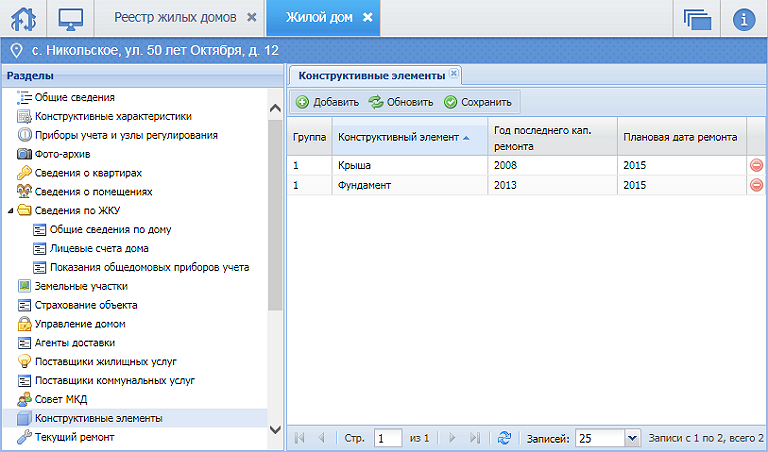 Реестр жилых домов
Жилой дом
с. Никольское, ул. 50 лет Октября, д. 12
Разделы
Общие сведения
Конструктивные характеристики
Приборы учета и узлы регулирования
Фото-архив
Сведения о квартирах
Сведения о помещениях
Сведения по ЖКУ
Общие сведения по дому
Лицевые счета дома
Показания общедомовых приборов учета
Земельные участки
Страхование объекта
Управление домом
Агенты доставки
Поставщики жилищных услуг
Поставщики коммунальных услуг
Совет МКД
Конструктивные элементы
Текущий ремонт
Конструктивные элементы
Добавить Обновить Сохранить
Группа Конструктивный элемент Год последнего кап. ремонта Плановая дата ремонта
1 Крыша 2008 2015
1 Фундамент 2013 2015
Стр. 1 из 1 Записей: 25 Записи с 1 по 2, всего 2